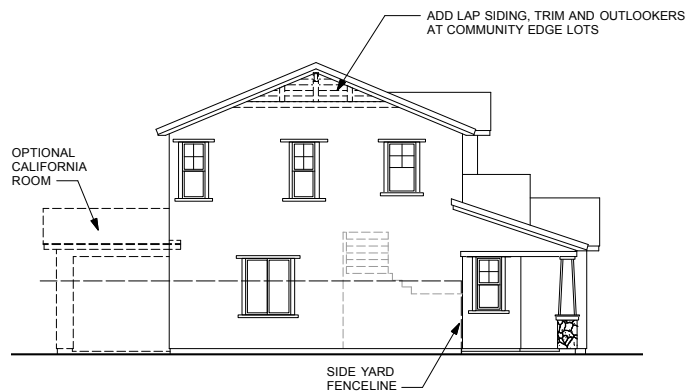 ADD LAP SIDING, TRIM AND OUTLOOKERS
AT COMMUNITY EDGE LOTS
OPTIONAL
CALIFORNIA
ROOM
SIDE YARD
FENCELINE